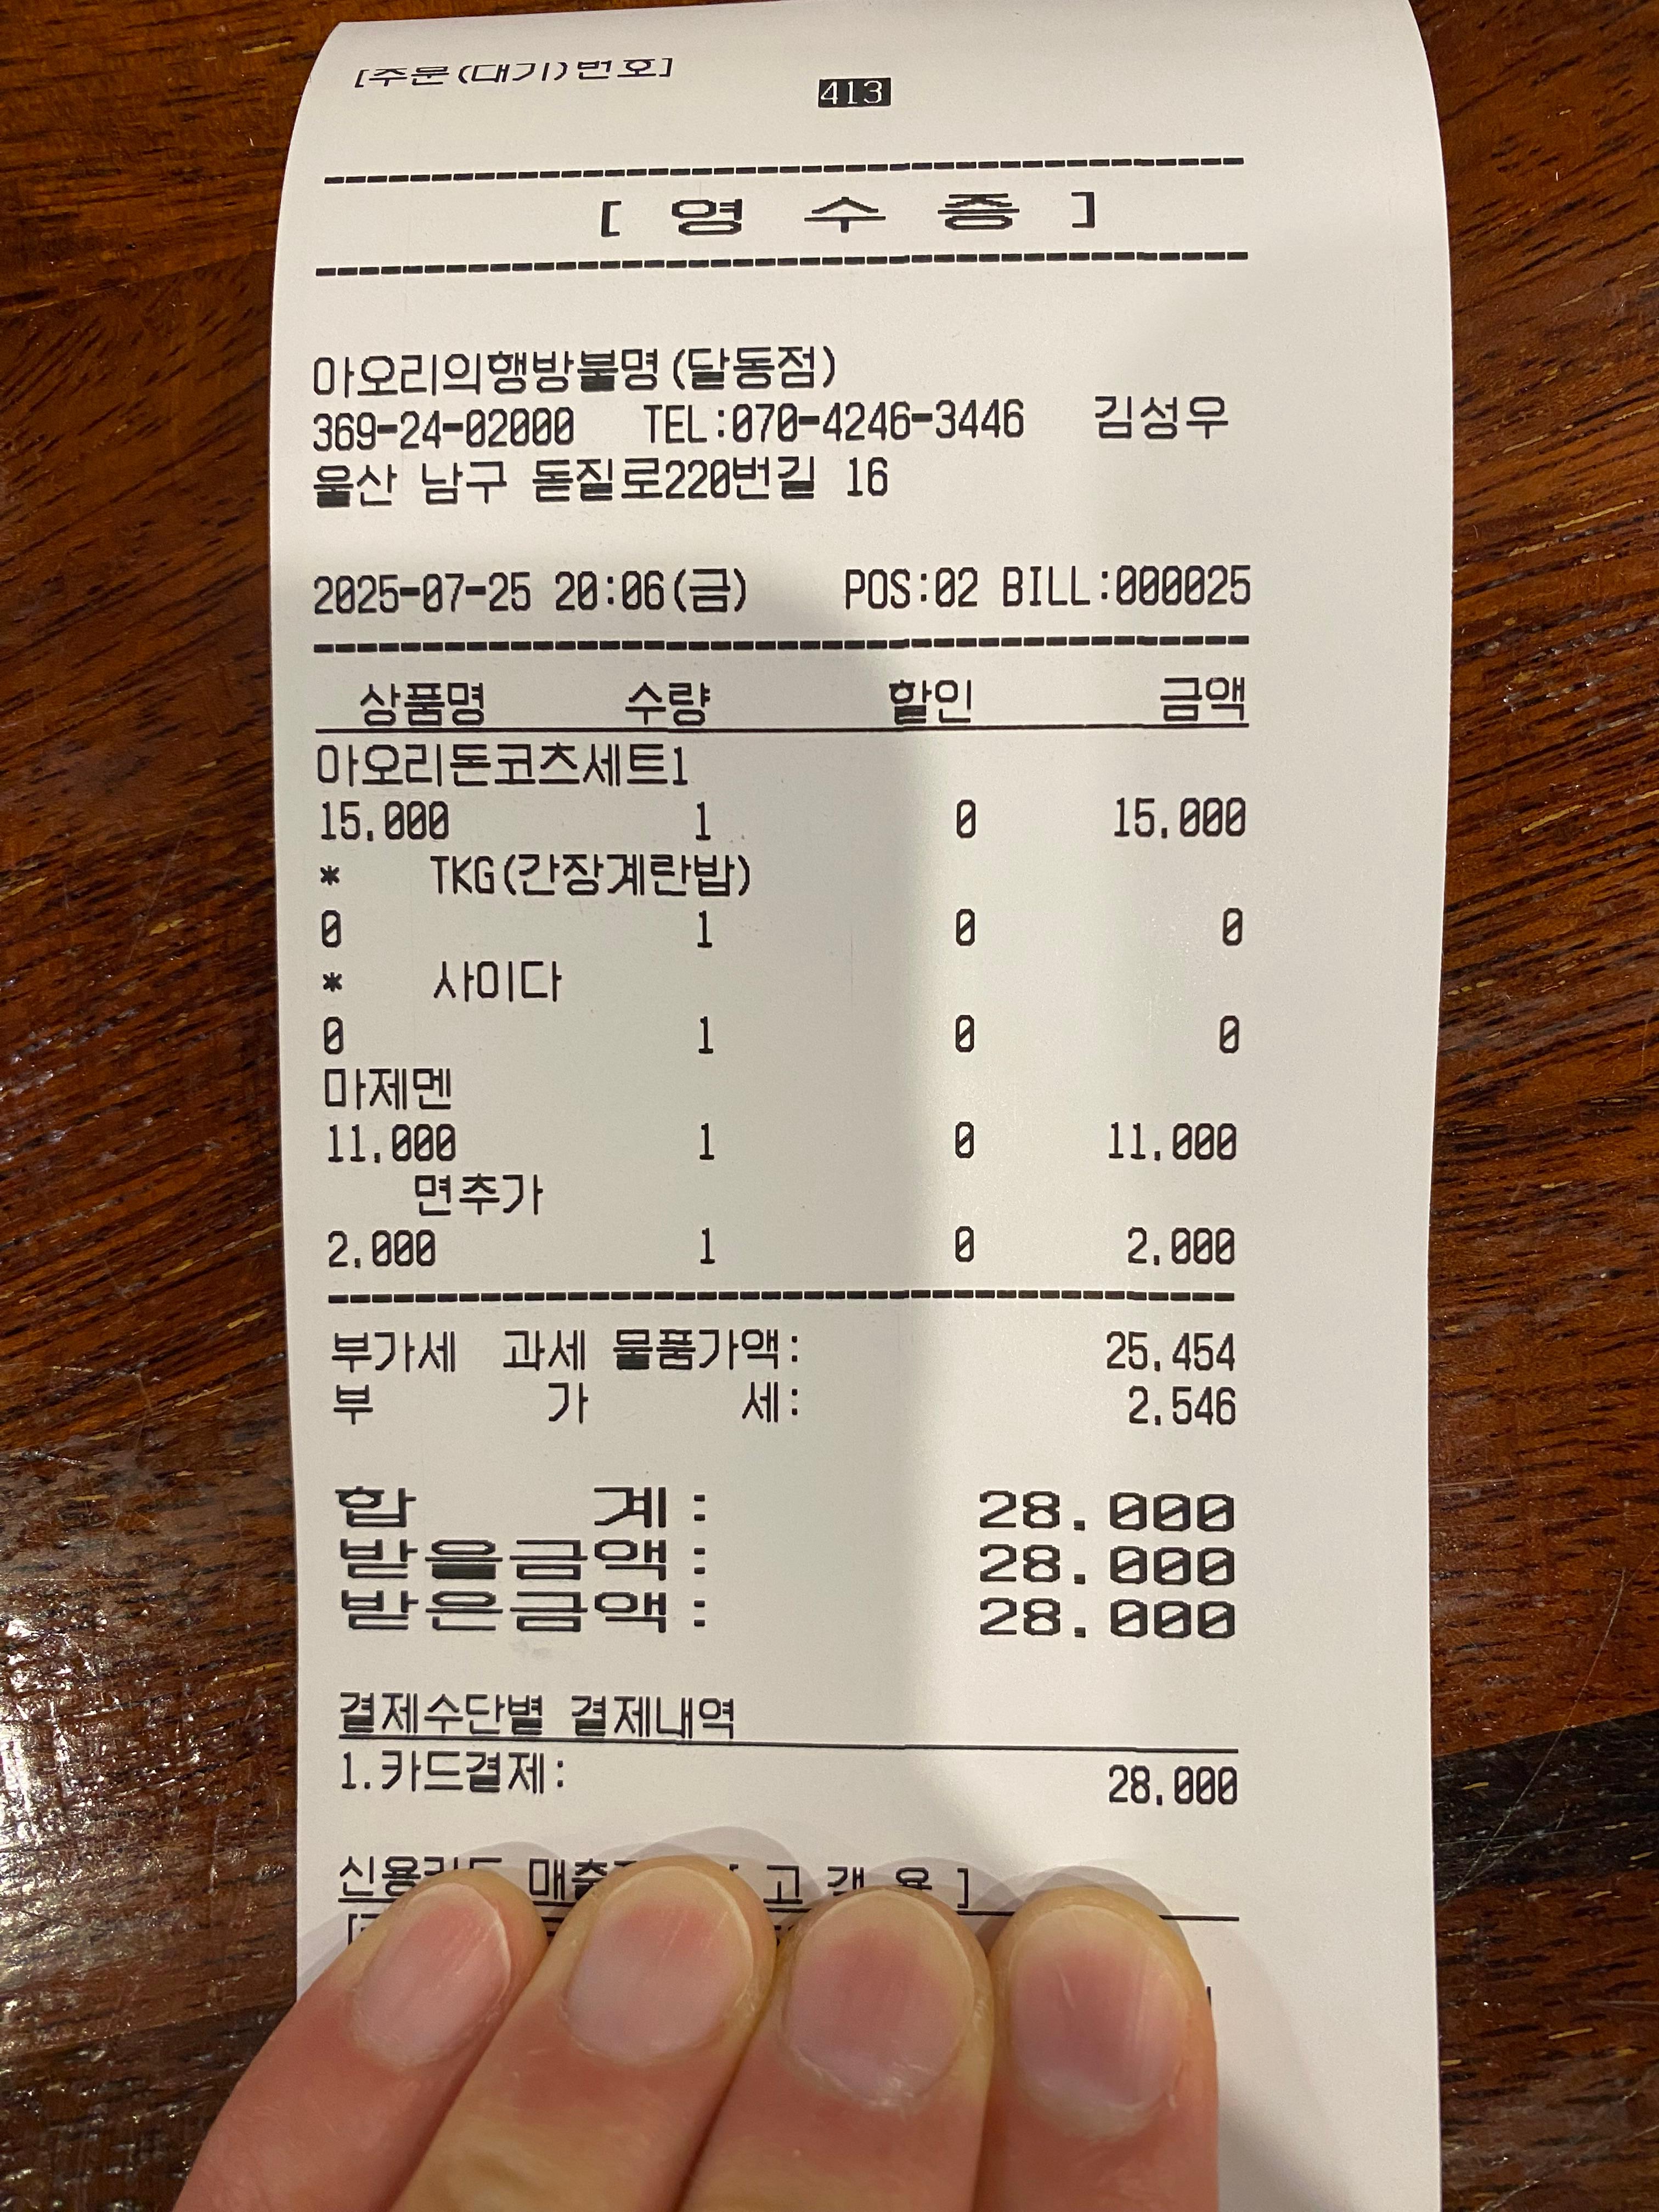 [주문(대기)번호]
413
[ 영 수 증 ]
아오리의행방불명(달동점)
369-24-02000 TEL:070-4246-3446 김성우
울산 남구 돋질로220번길 16
2025-07-25 20:06(금) POS:02 BILL:000025
상품명 수량 할인 금액
아오리돈코츠세트1
15,000 1 0 15,000
* TKG(간장계란밥)
0 1 0 0
* 사이다
0 1 0 0
마제멘
11,000 1 0 11,000
면추가
2,000 1 0 2,000
부가세 과세 물품가액: 25,454
부 가 세: 2,546
합 계: 28,000
받을금액: 28,000
받은금액: 28,000
결제수단별 결제내역
1.카드결제: 28,000
[ 고 객 용 ]